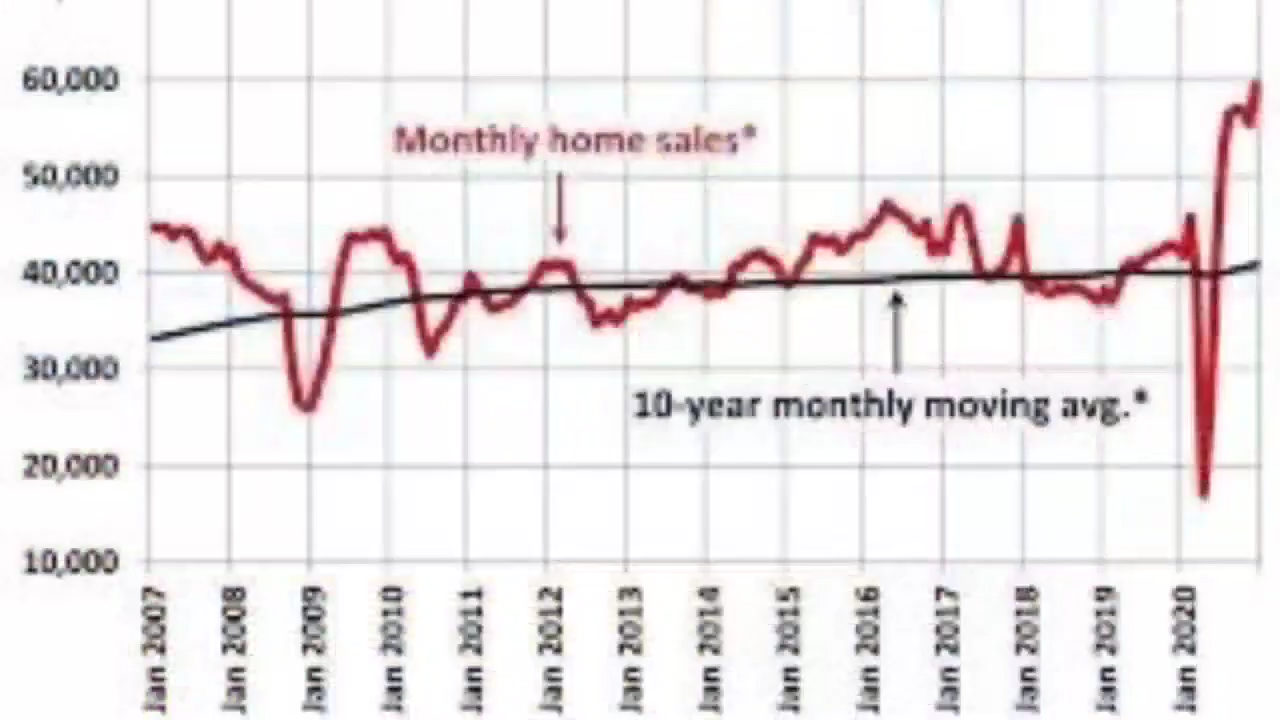 60,000
50,000
40,000
30,000
20,000
10,000
Monthly home sales*
10-year monthly moving avg.*
Jan 2007
Jan 2008
Jan 2009
Jan 2010
Jan 2011
Jan 2012
Jan 2013
Jan 2014
Jan 2015
Jan 2016
Jan 2017
Jan 2018
Jan 2019
Jan 2020